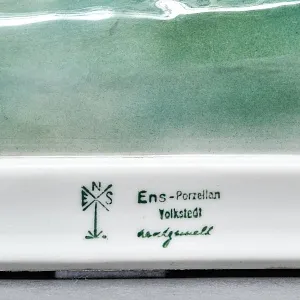 N
E S
Ens-Porzellan
Volkstedt
handgemalt